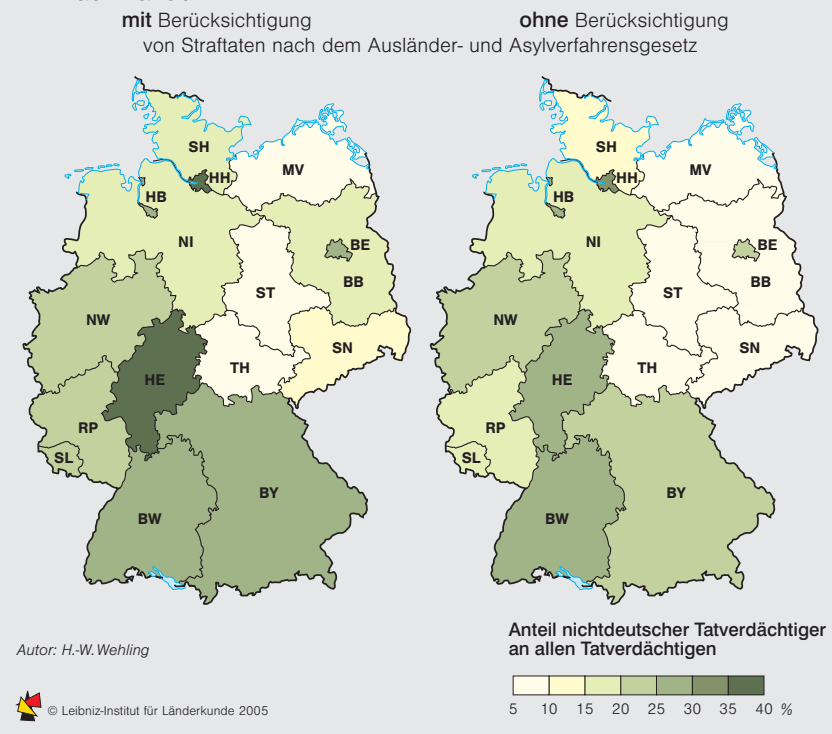 mit Berücksichtigung
ohne Berücksichtigung
von Straftaten nach dem Ausländer- und Asylverfahrensgesetz
SH
MV
HH
HB
NI
BE
BB
ST
NW
SN
HE
TH
RP
SL
BY
BW
SH
MV
HH
HB
NI
BE
BB
ST
NW
SN
HE
TH
RP
SL
BY
BW
Autor: H.-W. Wehling
© Leibniz-Institut für Länderkunde 2005
Anteil nichtdeutscher Tatverdächtiger
an allen Tatverdächtigen
5 10 15 20 25 30 35 40 %